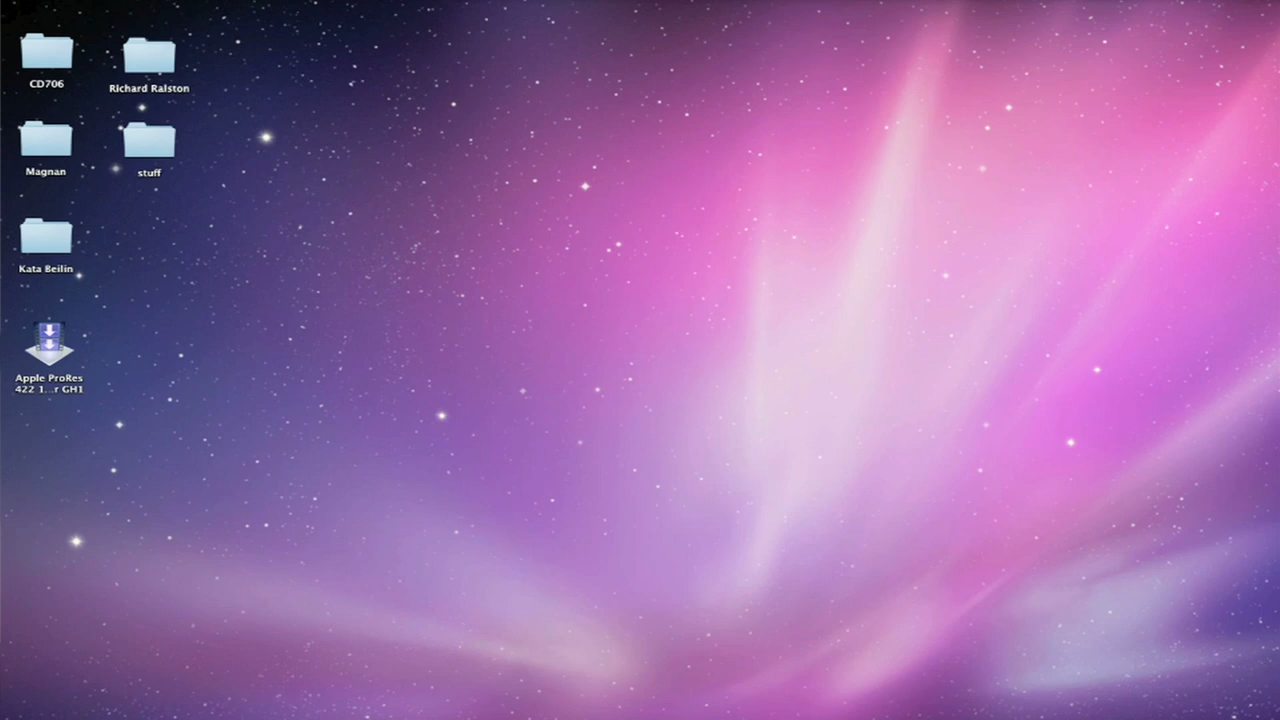 CD706
Richard Ralston
Magnan
stuff
Kata Beilin
Apple ProRes
422 1...r GH1